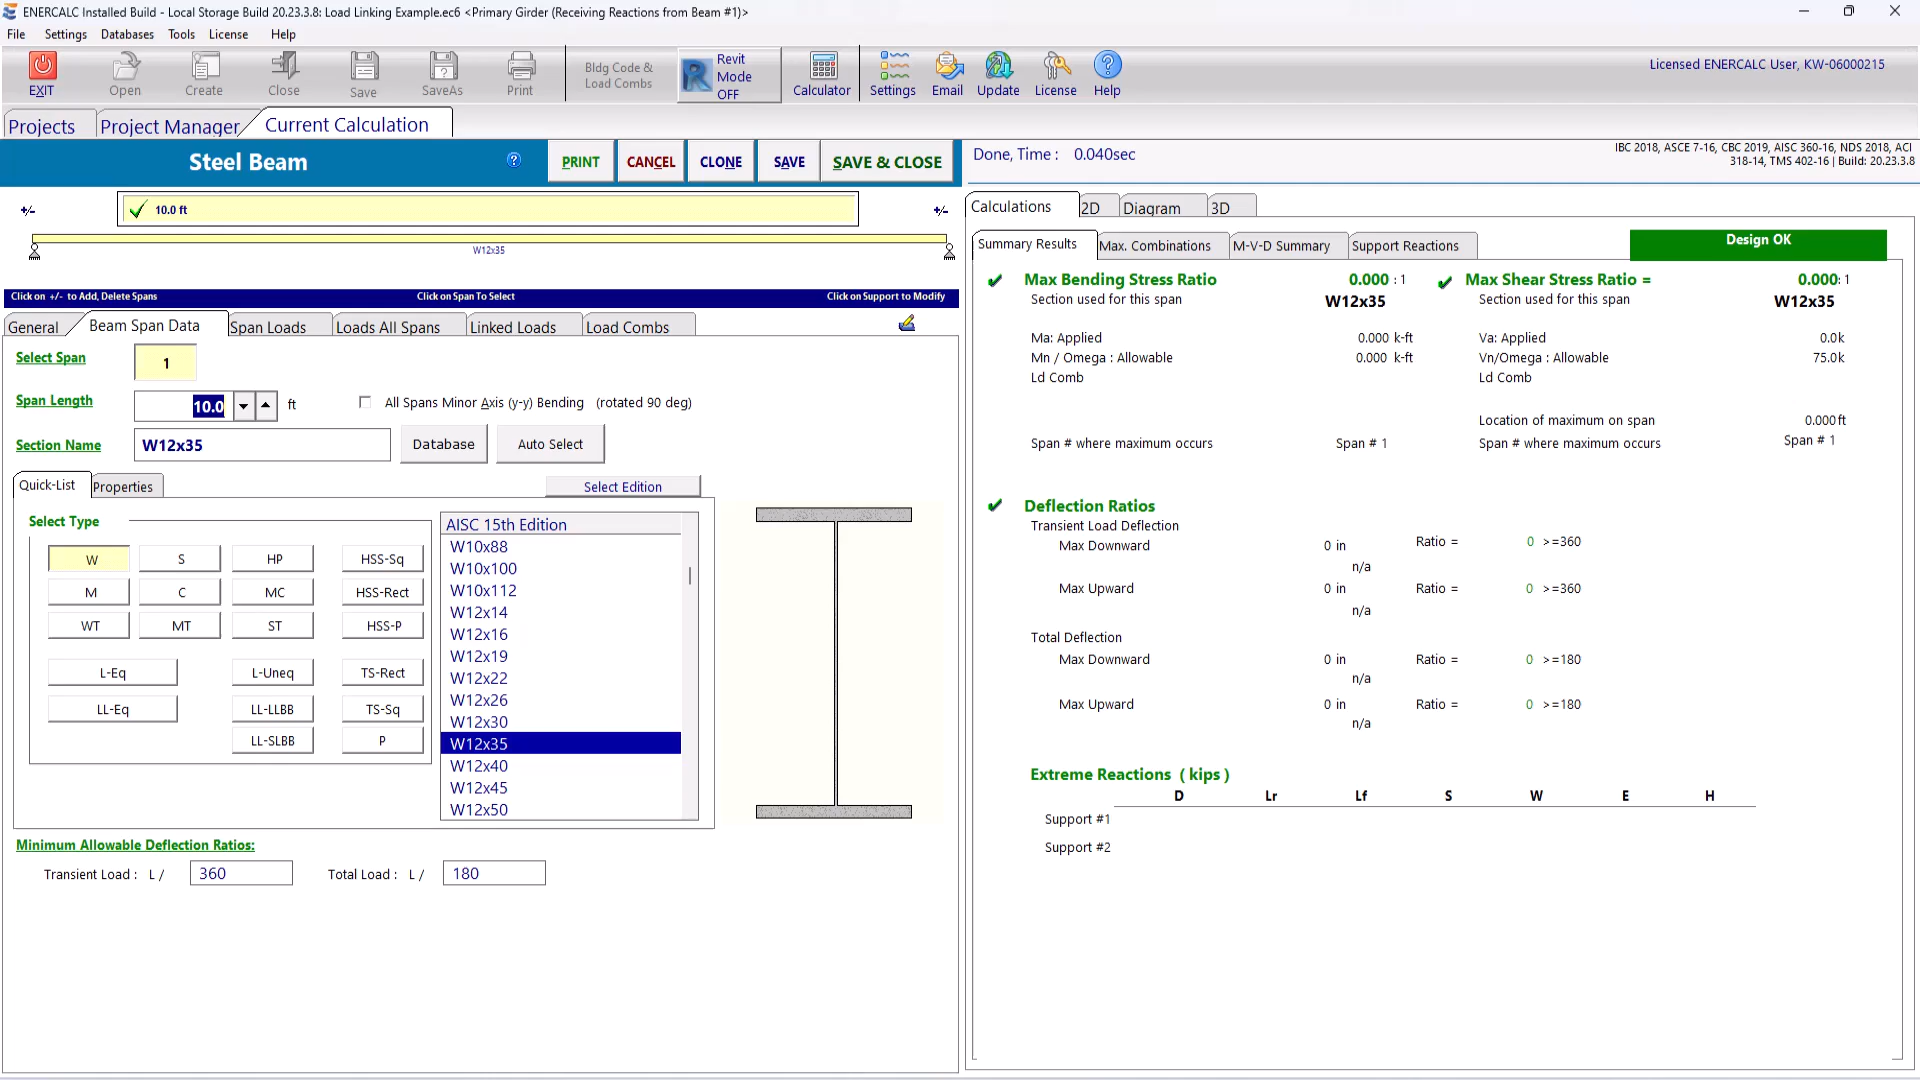 ENERCALC Installed Build - Local Storage Build 20.23.3.8: Load Linking Example.ec6 <Primary Girder (Receiving Reactions from Beam #1)>
File Settings Databases Tools License Help
EXIT Open Create Close Save SaveAs Print Bldg Code & Load Combs Revit Mode OFF Calculator Settings Email Update License Help
Licensed ENERCALC User, KW-06000215
Projects Project Manager Current Calculation
Steel Beam PRINT CANCEL CLONE SAVE SAVE & CLOSE
+/- 10.0 ft +/-
W12x35
Click on +/- to Add, Delete Spans Click on Span To Select Click on Support to Modify
General Beam Span Data Span Loads Loads All Spans Linked Loads Load Combs
Select Span 1
Span Length 10.0 ft All Spans Minor Axis (y-y) Bending (rotated 90 deg)
Section Name W12x35 Database Auto Select
Quick-List Properties Select Edition
Select Type
W S HP HSS-Sq
M C MC HSS-Rect
WT MT ST HSS-P
L-Eq L-Uneq TS-Rect
LL-Eq LL-LLBB TS-Sq
LL-SLBB P
AISC 15th Edition
W10x88
W10x100
W10x112
W12x14
W12x16
W12x19
W12x22
W12x26
W12x30
W12x35
W12x40
W12x45
W12x50
Minimum Allowable Deflection Ratios:
Transient Load : L / 360 Total Load : L / 180
Done, Time : 0.040sec
IBC 2018, ASCE 7-16, CBC 2019, AISC 360-16, NDS 2018, ACI
318-14, TMS 402-16 | Build: 20.23.3.8
Calculations 2D Diagram 3D
Summary Results Max. Combinations M-V-D Summary Support Reactions Design OK
Max Bending Stress Ratio 0.000 : 1 Max Shear Stress Ratio = 0.000 : 1
Section used for this span W12x35 Section used for this span W12x35
Ma: Applied 0.000 k-ft Va: Applied 0.0k
Mn / Omega : Allowable 0.000 k-ft Vn/Omega : Allowable 75.0k
Ld Comb Ld Comb
Location of maximum on span 0.000ft
Span # where maximum occurs Span # 1 Span # where maximum occurs Span # 1
Deflection Ratios
Transient Load Deflection
Max Downward 0 in Ratio = 0 >=360
n/a
Max Upward 0 in Ratio = 0 >=360
n/a
Total Deflection
Max Downward 0 in Ratio = 0 >=180
n/a
Max Upward 0 in Ratio = 0 >=180
n/a
Extreme Reactions ( kips )
D Lr Lf S W E H
Support #1
Support #2